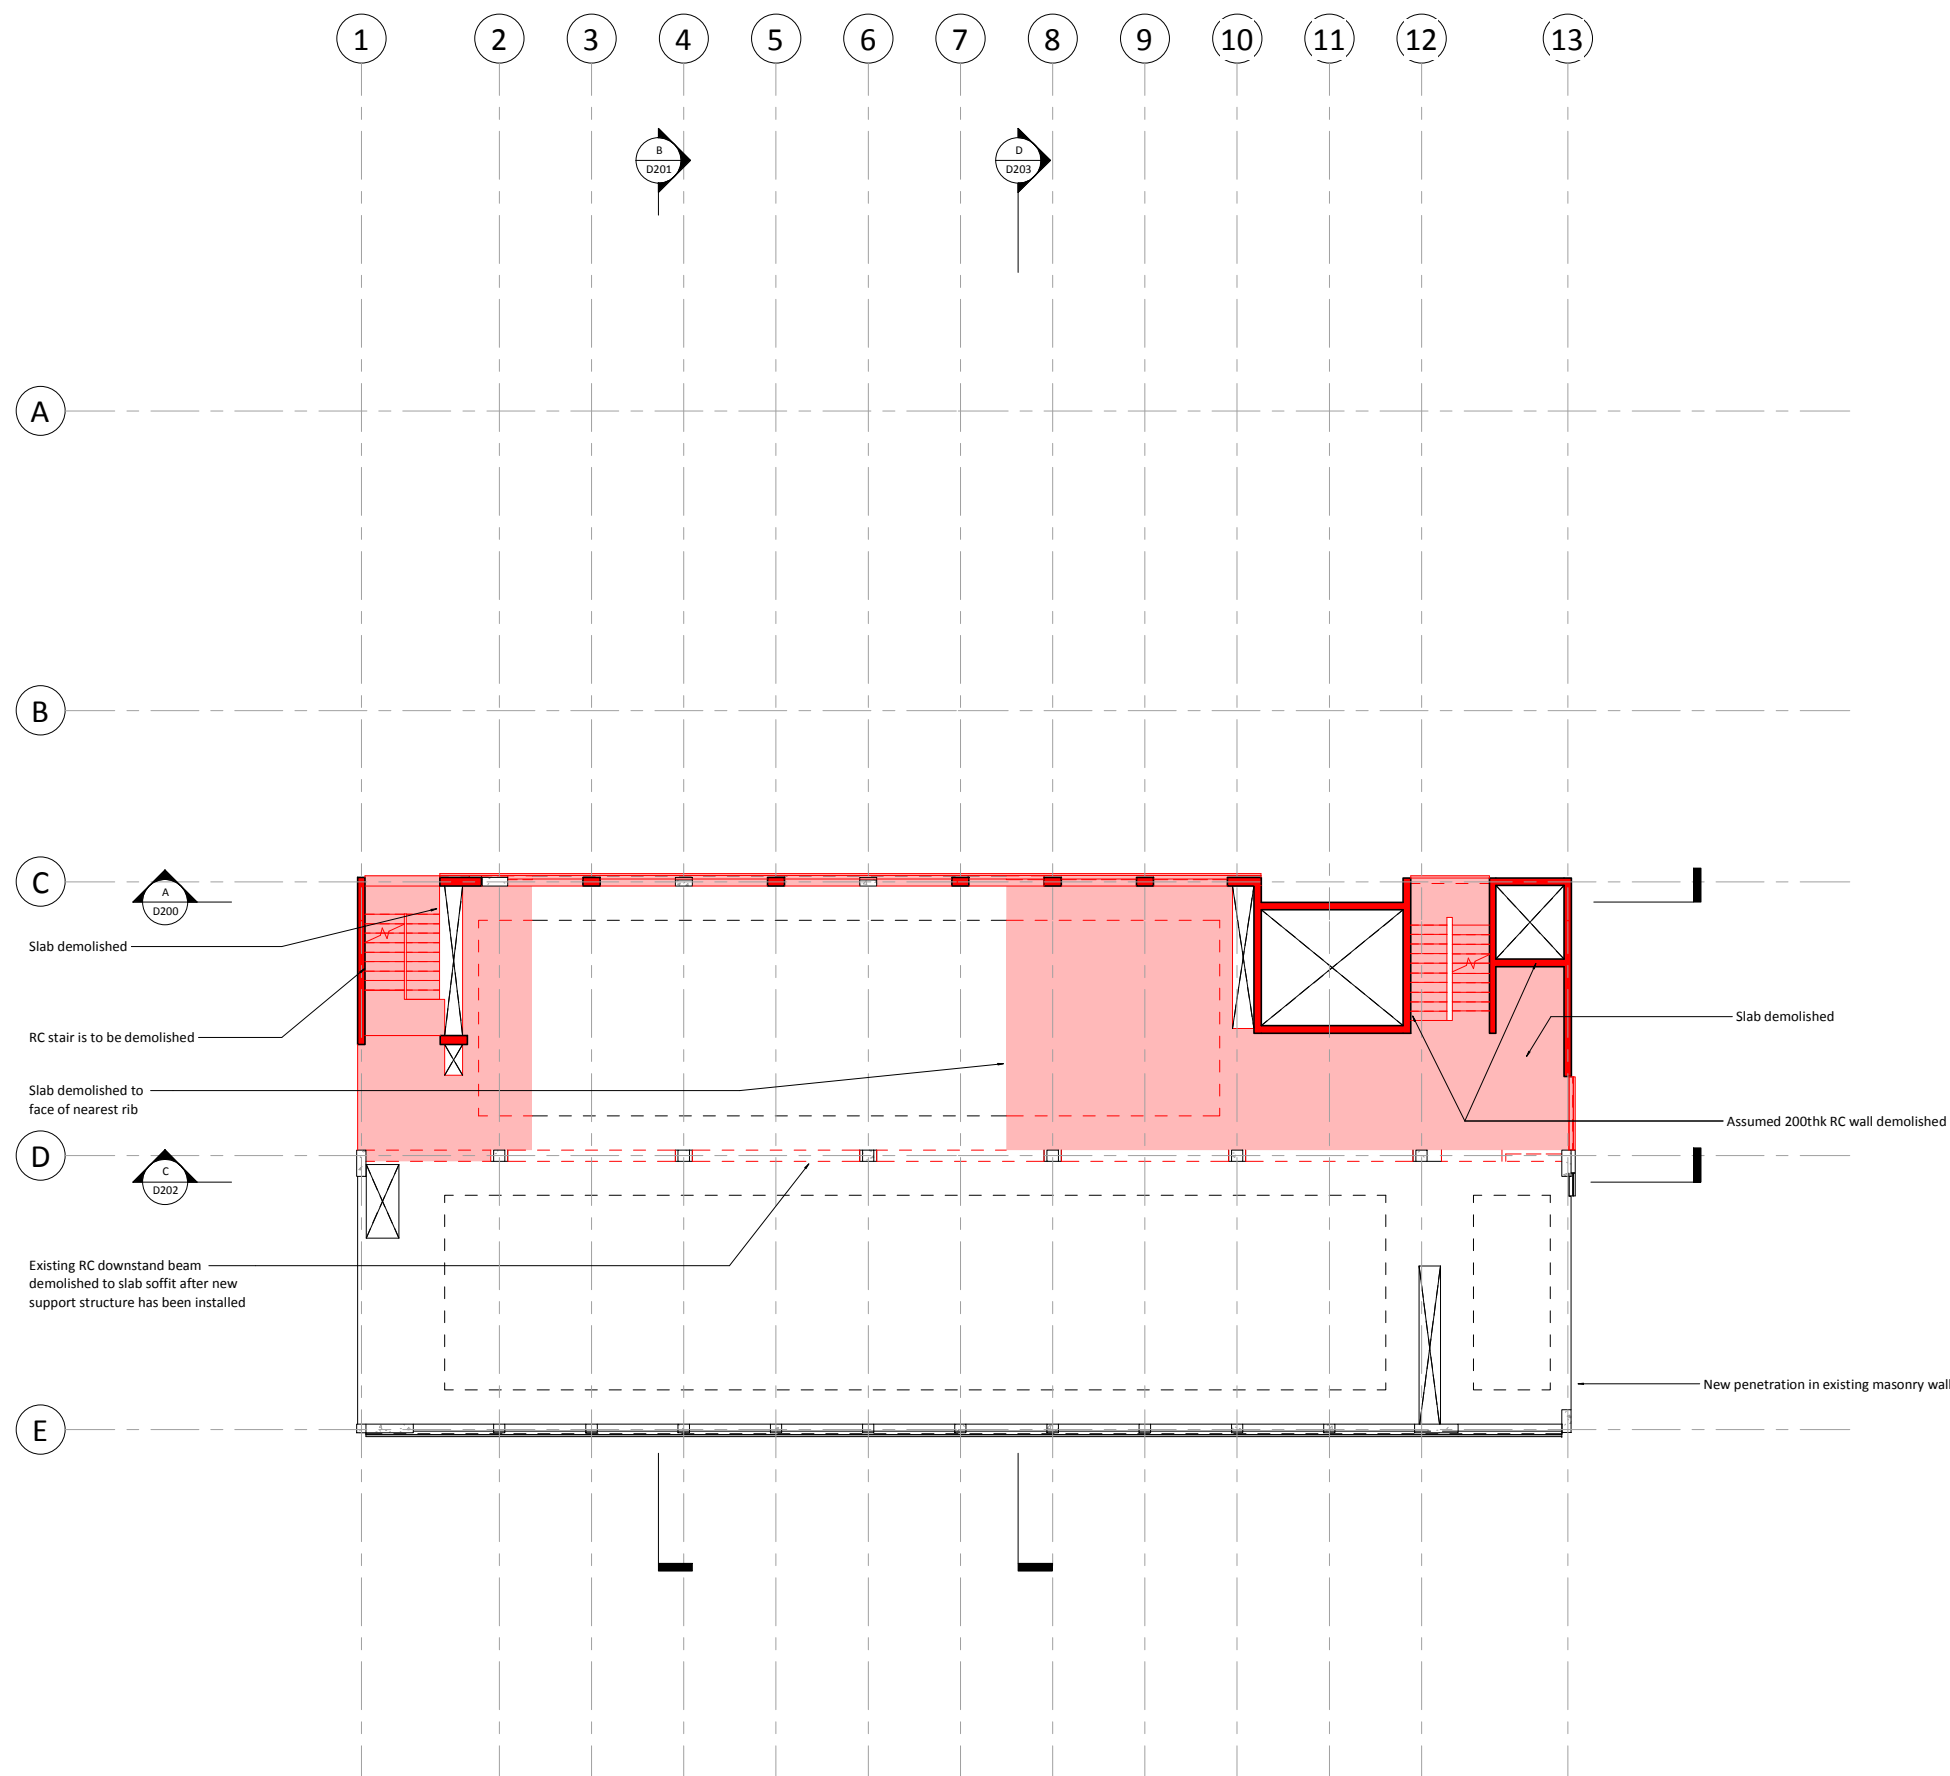 1 2 3 4 5 6 7 8 9 10 11 12 13
B
D201
D
D203
A
B
C
A
D200
Slab demolished
RC stair is to be demolished
Slab demolished
Slab demolished to
face of nearest rib
Assumed 200thk RC wall demolished
D
C
D202
Existing RC downstand beam
demolished to slab soffit after new
support structure has been installed
New penetration in existing masonry wall
E